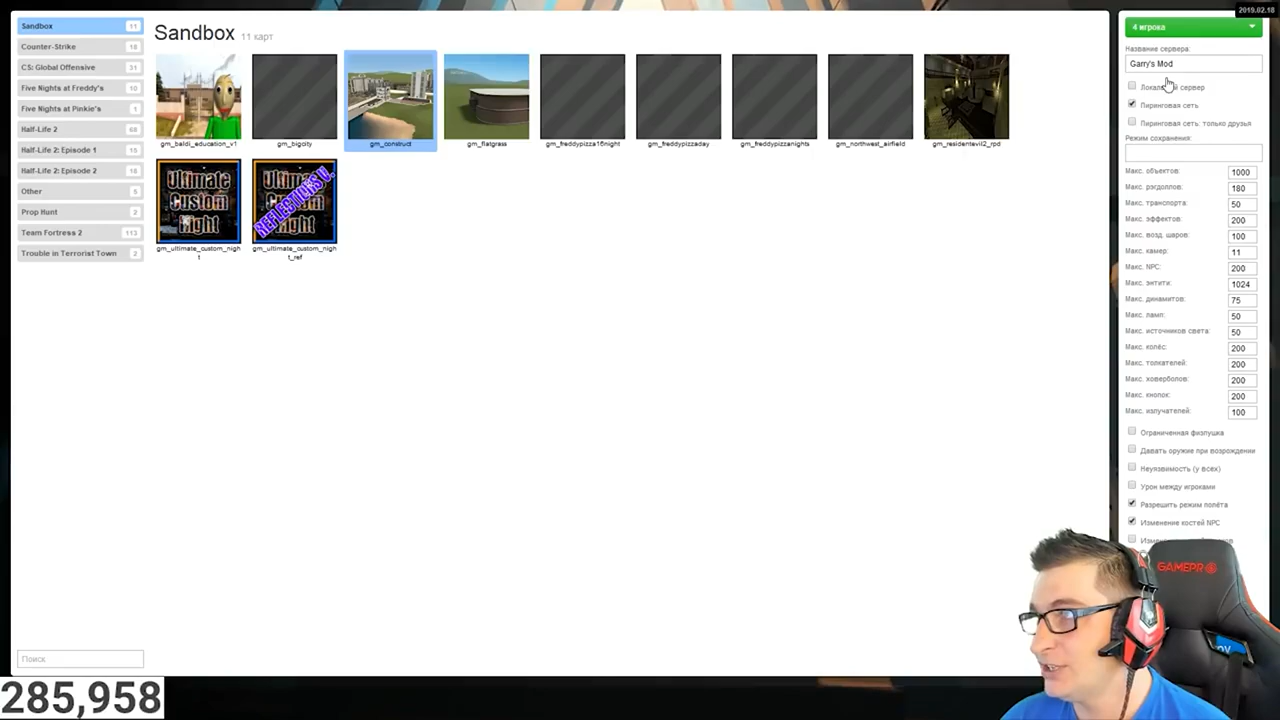 2019.02.18
Sandbox 11
Counter-Strike 18
CS: Global Offensive 31
Five Nights at Freddy's 10
Five Nights at Pinkie's 1
Half-Life 2 68
Half-Life 2: Episode 1 15
Half-Life 2: Episode 2 18
Other 5
Prop Hunt 2
Team Fortress 2 113
Trouble in Terrorist Town 2
Поиск
Sandbox 11 карт
gm_baldi_education_v1
gm_bigcity
gm_construct
gm_flatgrass
gm_freddypizza16night
gm_freddypizzaday
gm_freddypizzanights
gm_northwest_airfield
gm_residentevil2_rpd
Ultimate
Custom
Night
Custom
Night
REFLECTIONS V.
gm_ultimate_custom_nigh
t
gm_ultimate_custom_nig
ht_ref
4 игрока
Название сервера:
Garry's Mod
сервер
Пиринговая сеть
Пиринговая сеть: только друзья
Режим сохранения:
Макс. объектов: 1000
Макс. рэгдоллов: 180
Макс. транспорта: 50
Макс. эффектов: 200
Макс. возд. шаров: 100
Макс. камер: 11
Макс. NPC: 200
Макс. энтити: 1024
Макс. динамитов: 75
Макс. ламп: 50
Макс. источников света: 50
Макс. колёс: 200
Макс. толкателей: 200
Макс. ховерболов: 200
Макс. кнопок: 200
Макс. излучателей: 100
Ограниченная физпушка
Давать оружие при возрождении
Неуязвимость (у всех)
Урон между игроками
Разрешить режим полёта
Изменение костей NPC
GAMEPRO
285,958